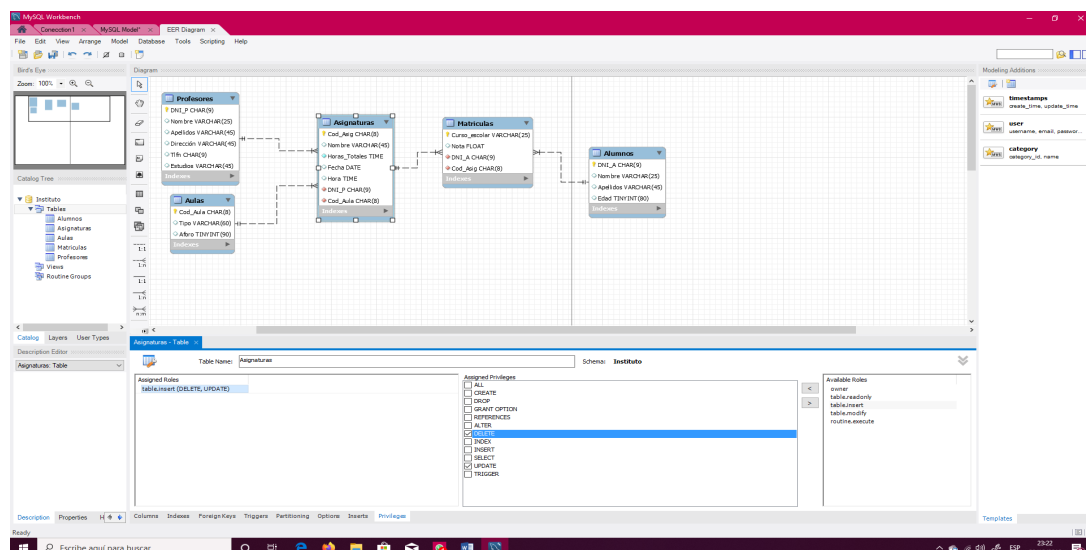 MySQL Workbench
Conecction1 × MySQL Model* × EER Diagram ×
File Edit View Arrange Model Database Tools Scripting Help
Bird's Eye
Zoom: 100%
Diagram
Modeling Additions
timestamps
create_time, update_time
user
username, email, passwor...
category
category_id, name
Profesores
DNI_P CHAR(9)
Nombre VARCHAR(25)
Apellidos VARCHAR(45)
Dirección VARCHAR(45)
Tlfn CHAR(9)
Estudios VARCHAR(45)
Indexes
Asignaturas
Cod_Asig CHAR(8)
Nombre VARCHAR(45)
Horas_Totales TIME
Fecha DATE
Hora TIME
DNI_P CHAR(9)
Cod_Aula CHAR(8)
Indexes
Matriculas
Curso_escolar VARCHAR(25)
Nota FLOAT
DNI_A CHAR(9)
Cod_Asig CHAR(8)
Indexes
Alumnos
DNI_A CHAR(9)
Nombre VARCHAR(25)
Apellidos VARCHAR(45)
Edad TINYINT(80)
Indexes
Aulas
Cod_Aula CHAR(8)
Tipo VARCHAR(60)
Aforo TINYINT(90)
Indexes
Catalog Tree
Instituto
Tables
Alumnos
Asignaturas
Aulas
Matriculas
Profesores
Views
Routine Groups
1:1
1:n
1:1
1:n
n:m
Catalog Layers User Types
Description Editor
Asignaturas: Table
Asignaturas - Table ×
Table Name: Asignaturas
Schema: Instituto
Assigned Roles
table.insert (DELETE, UPDATE)
Assigned Privileges
ALL
CREATE
DROP
GRANT OPTION
REFERENCES
ALTER
DELETE
INDEX
INSERT
SELECT
UPDATE
TRIGGER
<
>
Available Roles
owner
table.readonly
table.insert
table.modify
routine.execute
Description Properties H
Columns Indexes Foreign Keys Triggers Partitioning Options Inserts Privileges
Templates
Ready
Escribe aquí para buscar
ESP
23:22